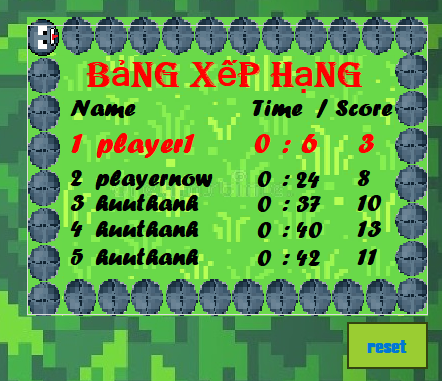 BẢNG XẾP HẠNG
Name Time / Score
1 player1 0 : 6 3
2 playernow 0 : 24 8
3 huuthanh 0 : 37 10
4 huuthanh 0 : 40 13
5 huuthanh 0 : 42 11
reset